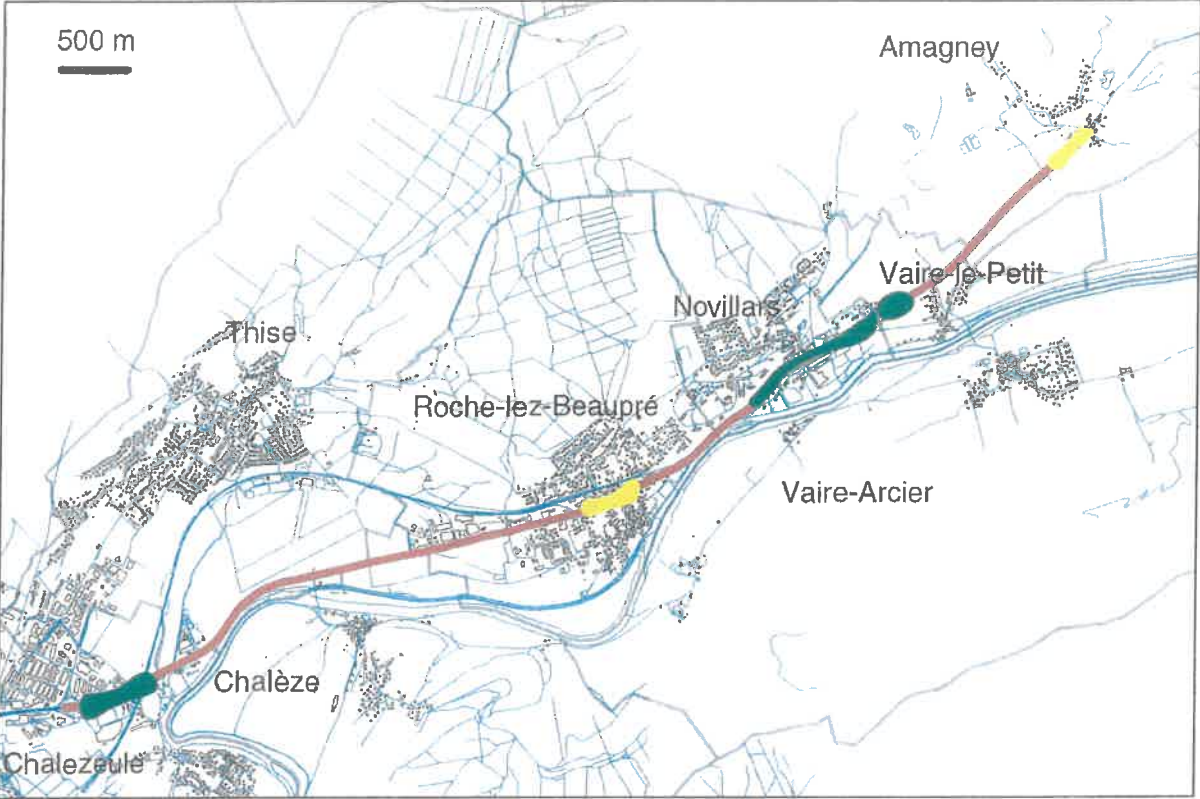 500 m
Amagney
Vaire-le-Petit
Novillars
Thise
Roche-lez-Beaupré
Vaire-Arcier
Chalèze
Chalezeule